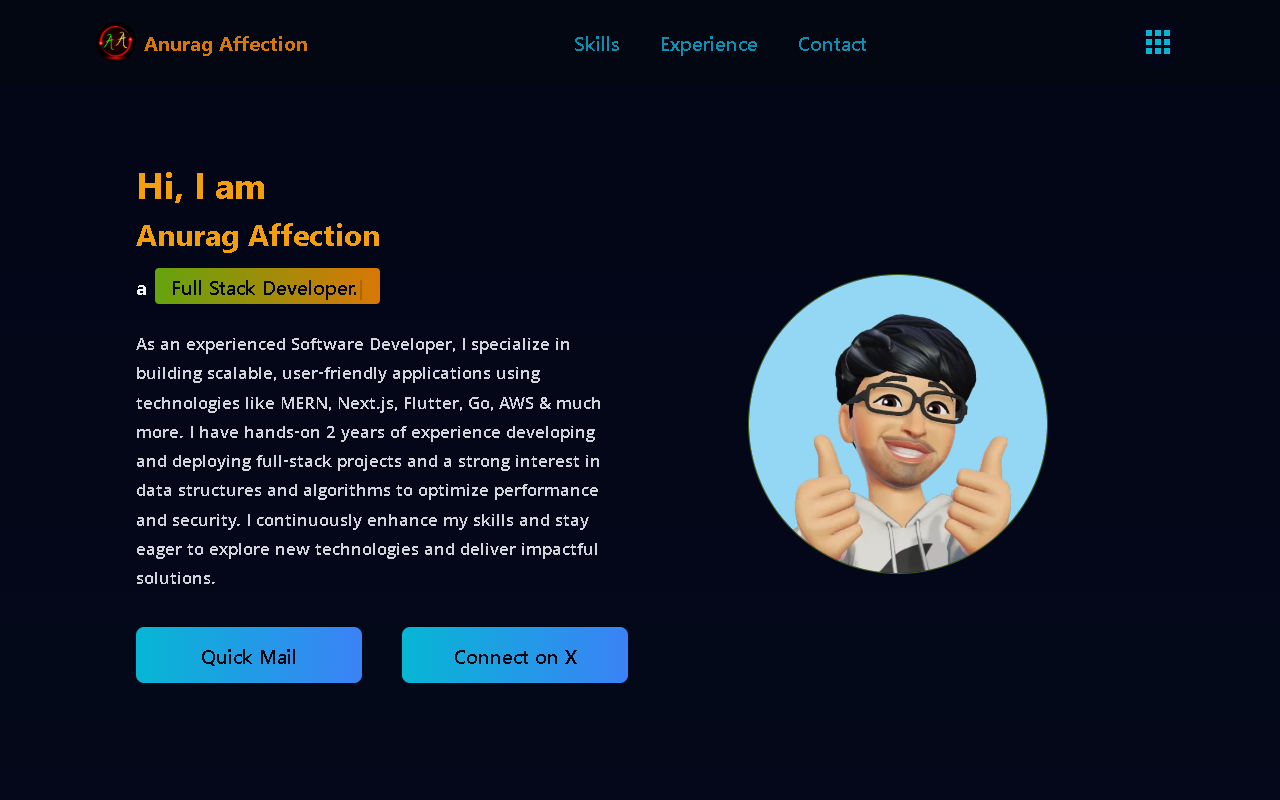 AA Anurag Affection
Skills Experience Contact
Hi, I am
Anurag Affection
a Full Stack Developer.|
As an experienced Software Developer, I specialize in
building scalable, user-friendly applications using
technologies like MERN, Next.js, Flutter, Go, AWS & much
more. I have hands-on 2 years of experience developing
and deploying full-stack projects and a strong interest in
data structures and algorithms to optimize performance
and security. I continuously enhance my skills and stay
eager to explore new technologies and deliver impactful
solutions.
Quick Mail
Connect on X